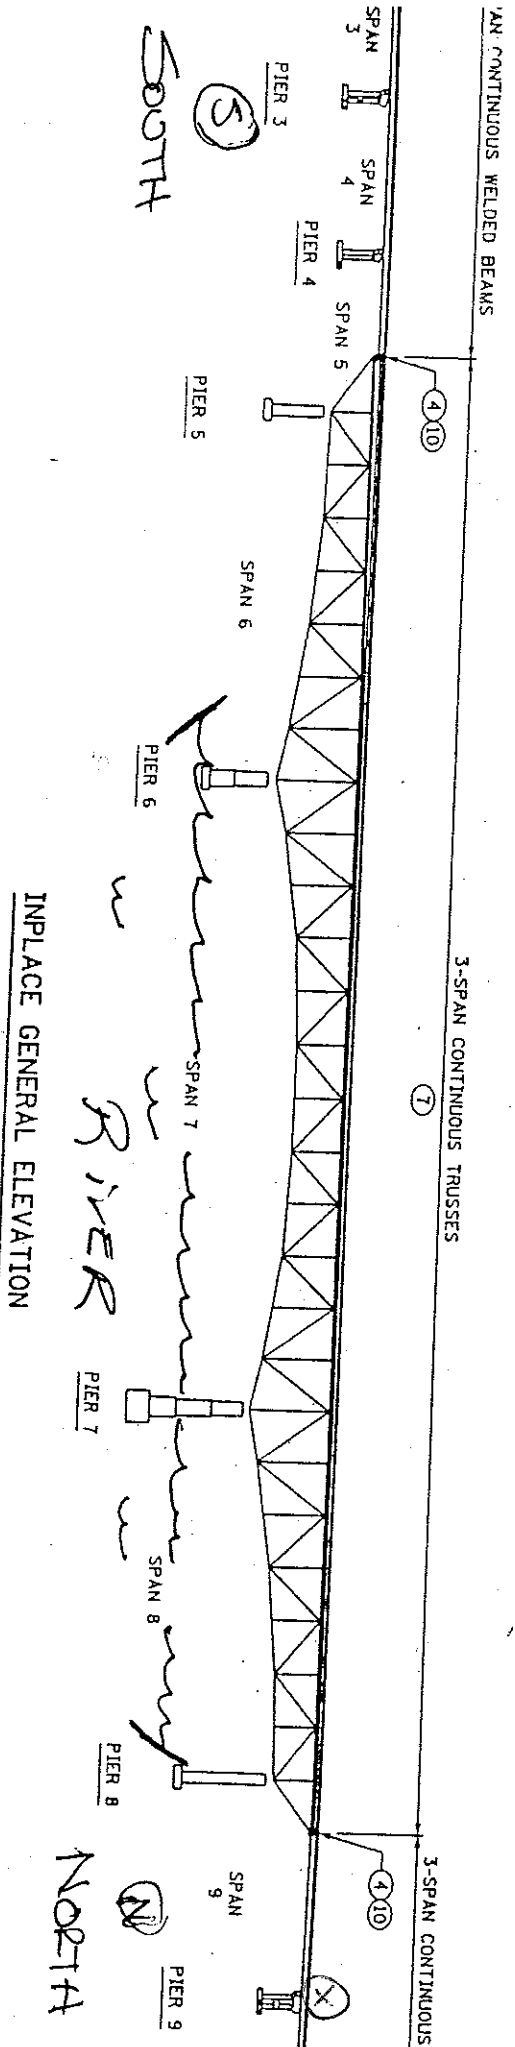 'AN CONTINUOUS WELDED BEAMS
3-SPAN CONTINUOUS TRUSSES
7
3-SPAN CONTINUOUS
4 10
4 10
SPAN
3
SPAN
4
SPAN 5
SPAN 6
SPAN 7
SPAN 8
SPAN
9
X
PIER 3
PIER 4
PIER 5
PIER 6
PIER 7
PIER 8
PIER 9
S
SOUTH
RivER
N
NORTH
INPLACE GENERAL ELEVATION